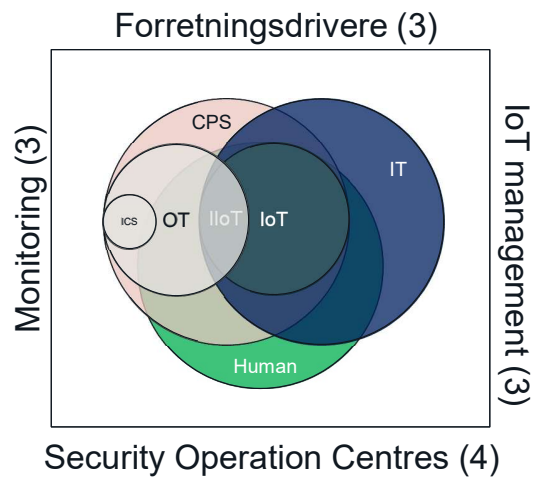 Forretningsdrivere (3)
Monitoring (3)
CPS
IT
ICS
OT
IIoT
IoT
Human
IoT management (3)
Security Operation Centres (4)